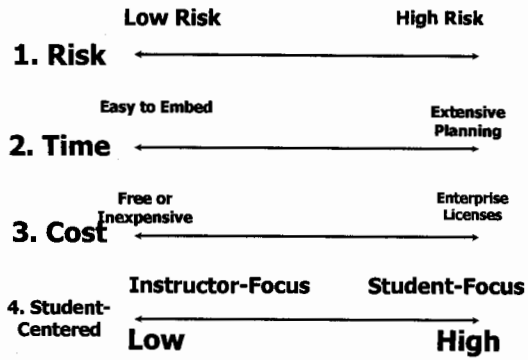 Low Risk High Risk
1. Risk
Easy to Embed Extensive
Planning
2. Time
Free or Enterprise
Inexpensive Licenses
3. Cost
Instructor-Focus Student-Focus
4. Student-
Centered
Low High